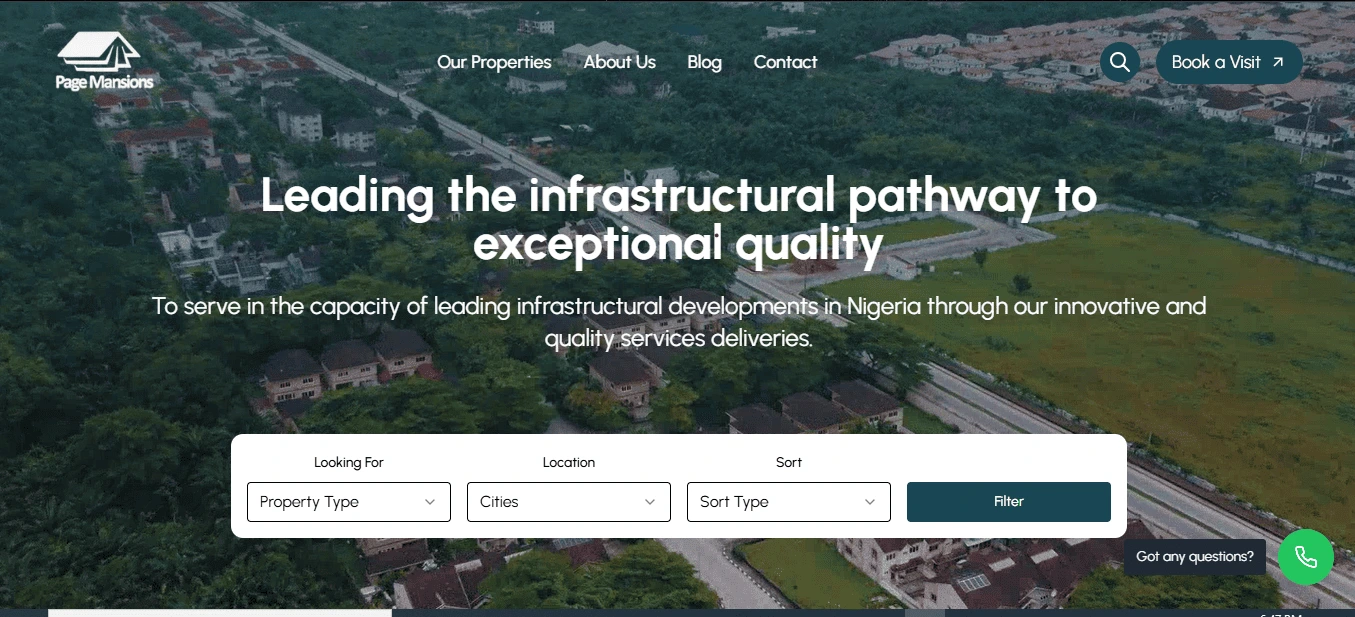 Page Mansions
Our Properties
About Us
Blog
Contact
Book a Visit
Leading the infrastructural pathway to
exceptional quality
To serve in the capacity of leading infrastructural developments in Nigeria through our innovative and
quality services deliveries.
Looking For
Location
Sort
Property Type
Cities
Sort Type
Filter
Got any questions?